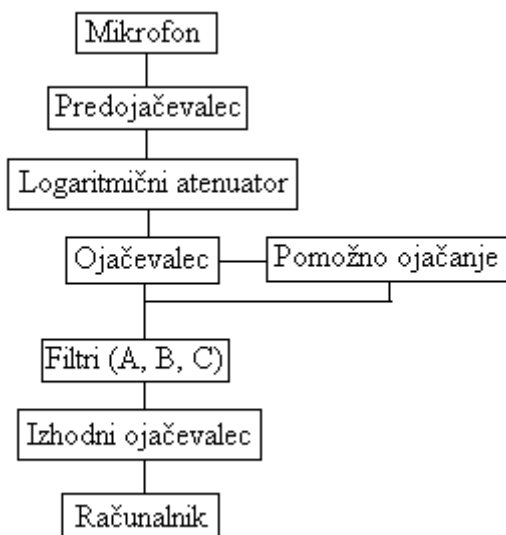 Mikrofon
Predojačevalec
Logaritmični atenuator
Ojačevalec
Pomožno ojačanje
Filtri (A, B, C)
Izhodni ojačevalec
Računalnik